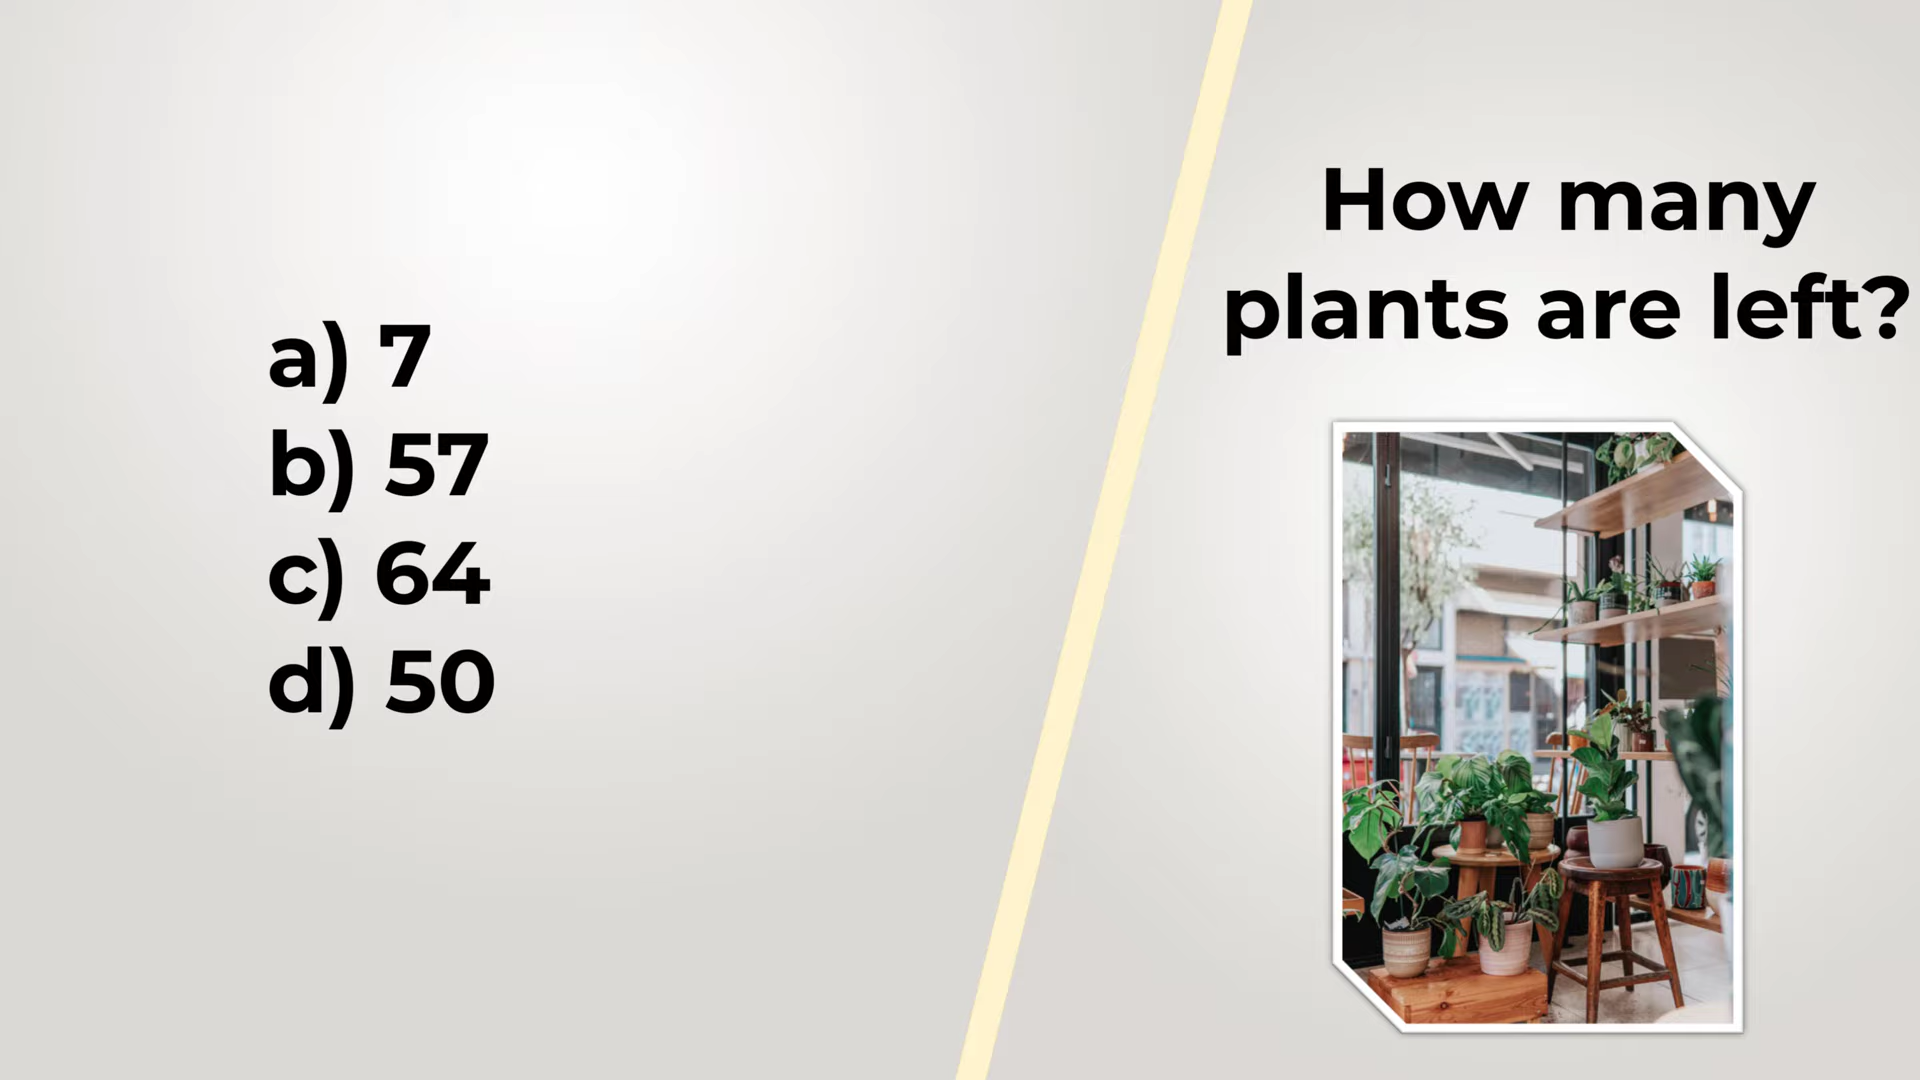 How many
plants are left?
a) 7
b) 57
c) 64
d) 50